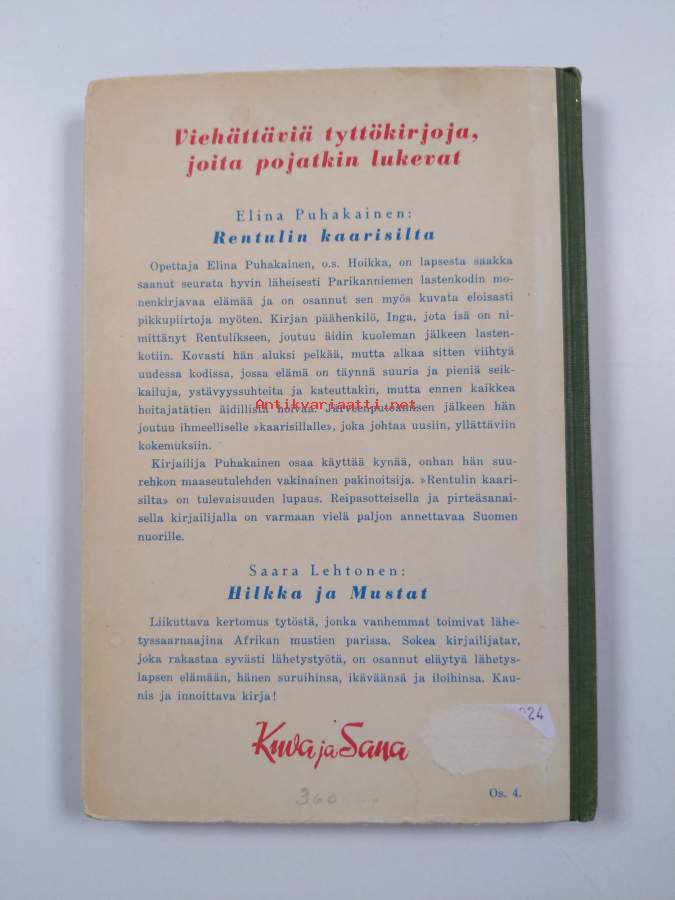 Viehättäviä tyttökirjoja,
joita pojatkin lukevat
Elina Puhakainen:
Rentulin kaarisilta
Opettaja Elina Puhakainen, o.s. Hoikka, on lapsesta saakka
saanut seurata hyvin läheisesti Parikanniemen lastenkodin mo-
nenkirjavaa elämää ja on osannut sen myös kuvata eloisasti
pikkupiirtoja myöten. Kirjan päähenkilö, Inga, jota isä on ni-
mittänyt Rentulikseen, joutuu äidin kuoleman jälkeen lasten-
kotiin. Kovasti hän aluksi pelkää, mutta alkaa sitten viihtyä
uudessa kodissa, jossa elämä on täynnä suuria ja pieniä seik-
kailuja, ystävyyssuhteita ja kateuttakin, mutta ennen kaikkea
hoitajatätien äidillistä hoivaa. Järveenputoamisen jälkeen hän
Antikvariaatti.net
joutuu ihmeelliselle »kaarisillalle», joka johtaa uusiin, yllättäviin
kokemuksiin.
Kirjailija Puhakainen osaa käyttää kynää, onhan hän suu-
rehkon maaseutulehden vakinainen pakinoitsija. »Rentulin kaari-
silta» on tulevaisuuden lupaus. Reipasotteisella ja pirteäsanai-
sella kirjailijalla on varmaan vielä paljon annettavaa Suomen
nuorille.
Saara Lehtonen:
Hilkka ja Mustat
Liikuttava kertomus tytöstä, jonka vanhemmat toimivat lähe-
tyssaarnaajina Afrikan mustien parissa. Sokea kirjailijatar,
joka rakastaa syvästi lähetystyötä, on osannut eläytyä lähetys-
lapsen elämään, hänen suruihinsa, ikäväänsä ja iloihinsa. Kau-
nis ja innoittava kirja!
Kuva ja Sana
224
360
Os. 4.